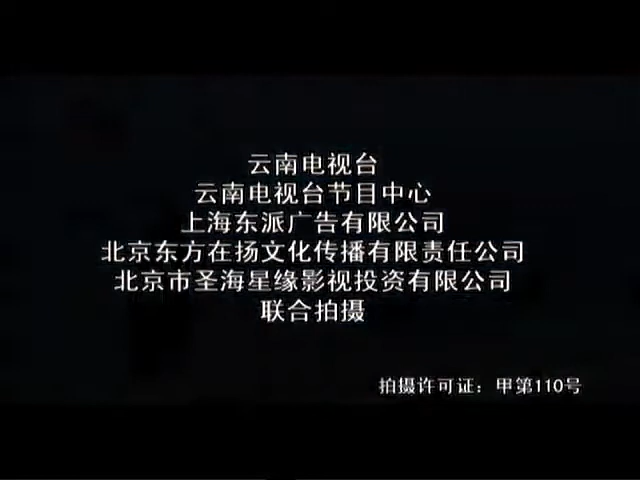 云南电视台
云南电视台节目中心
上海东派广告有限公司
北京东方在扬文化传播有限责任公司
北京市圣海星缘影视投资有限公司
联合拍摄
拍摄许可证：甲第110号